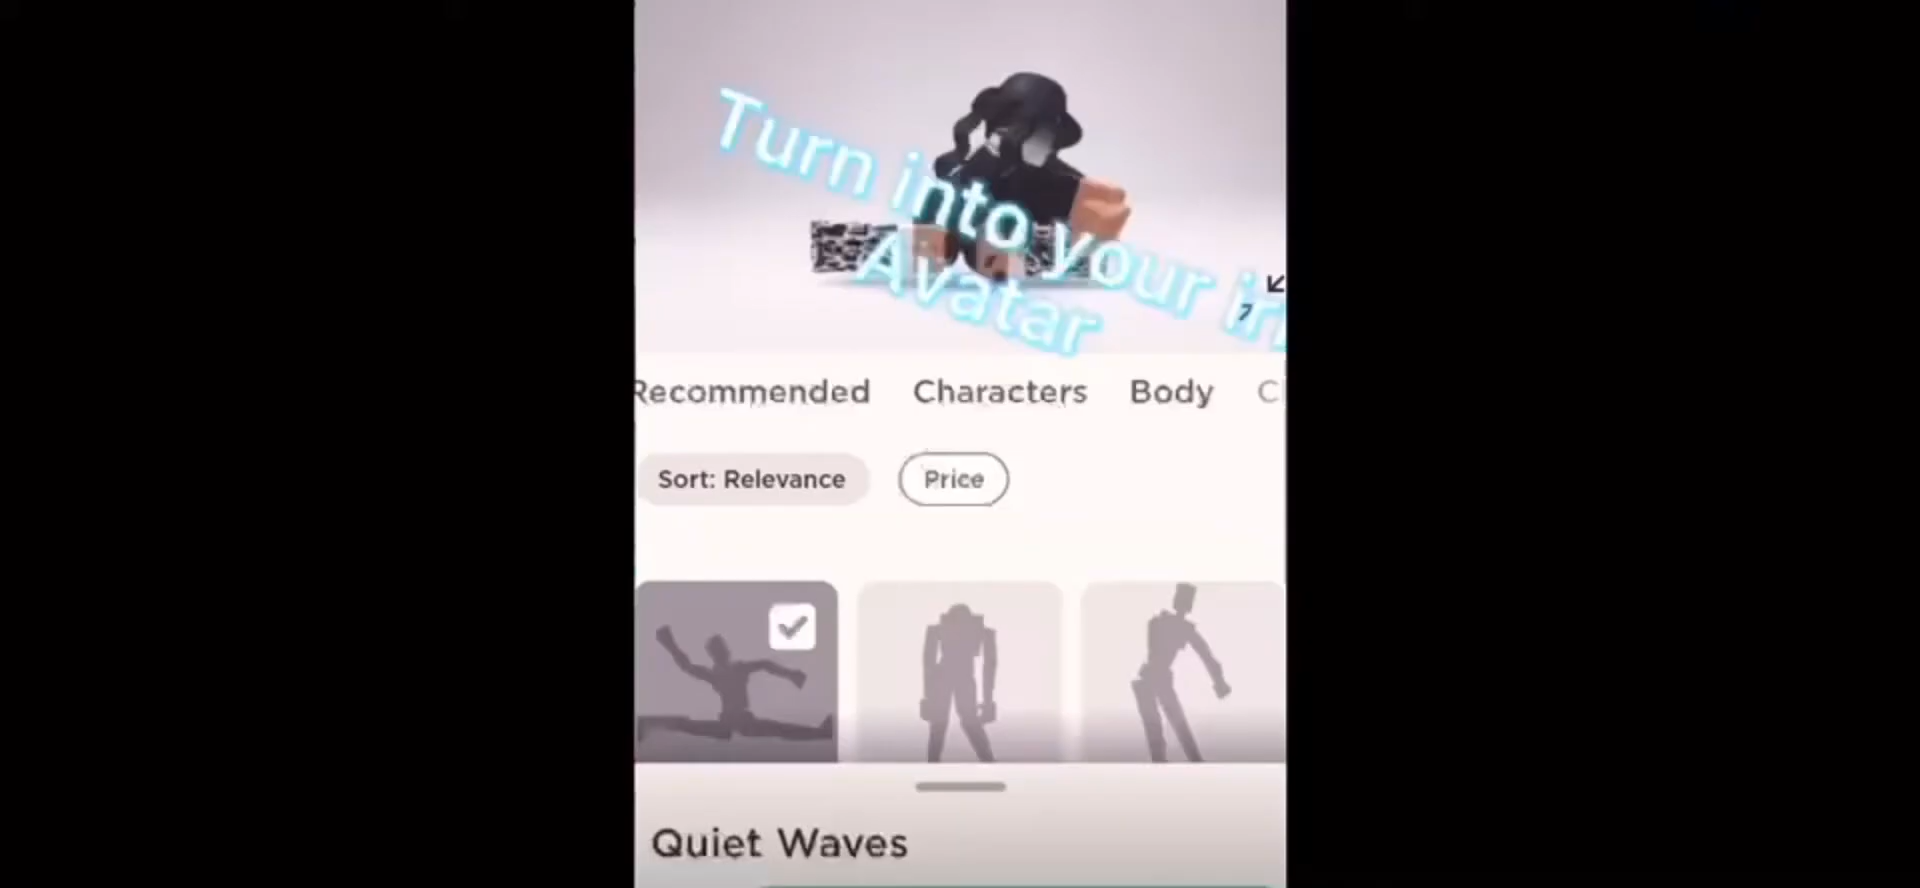 Turn into your
Avatar
Recommended Characters Body
Sort: Relevance Price
Quiet Waves